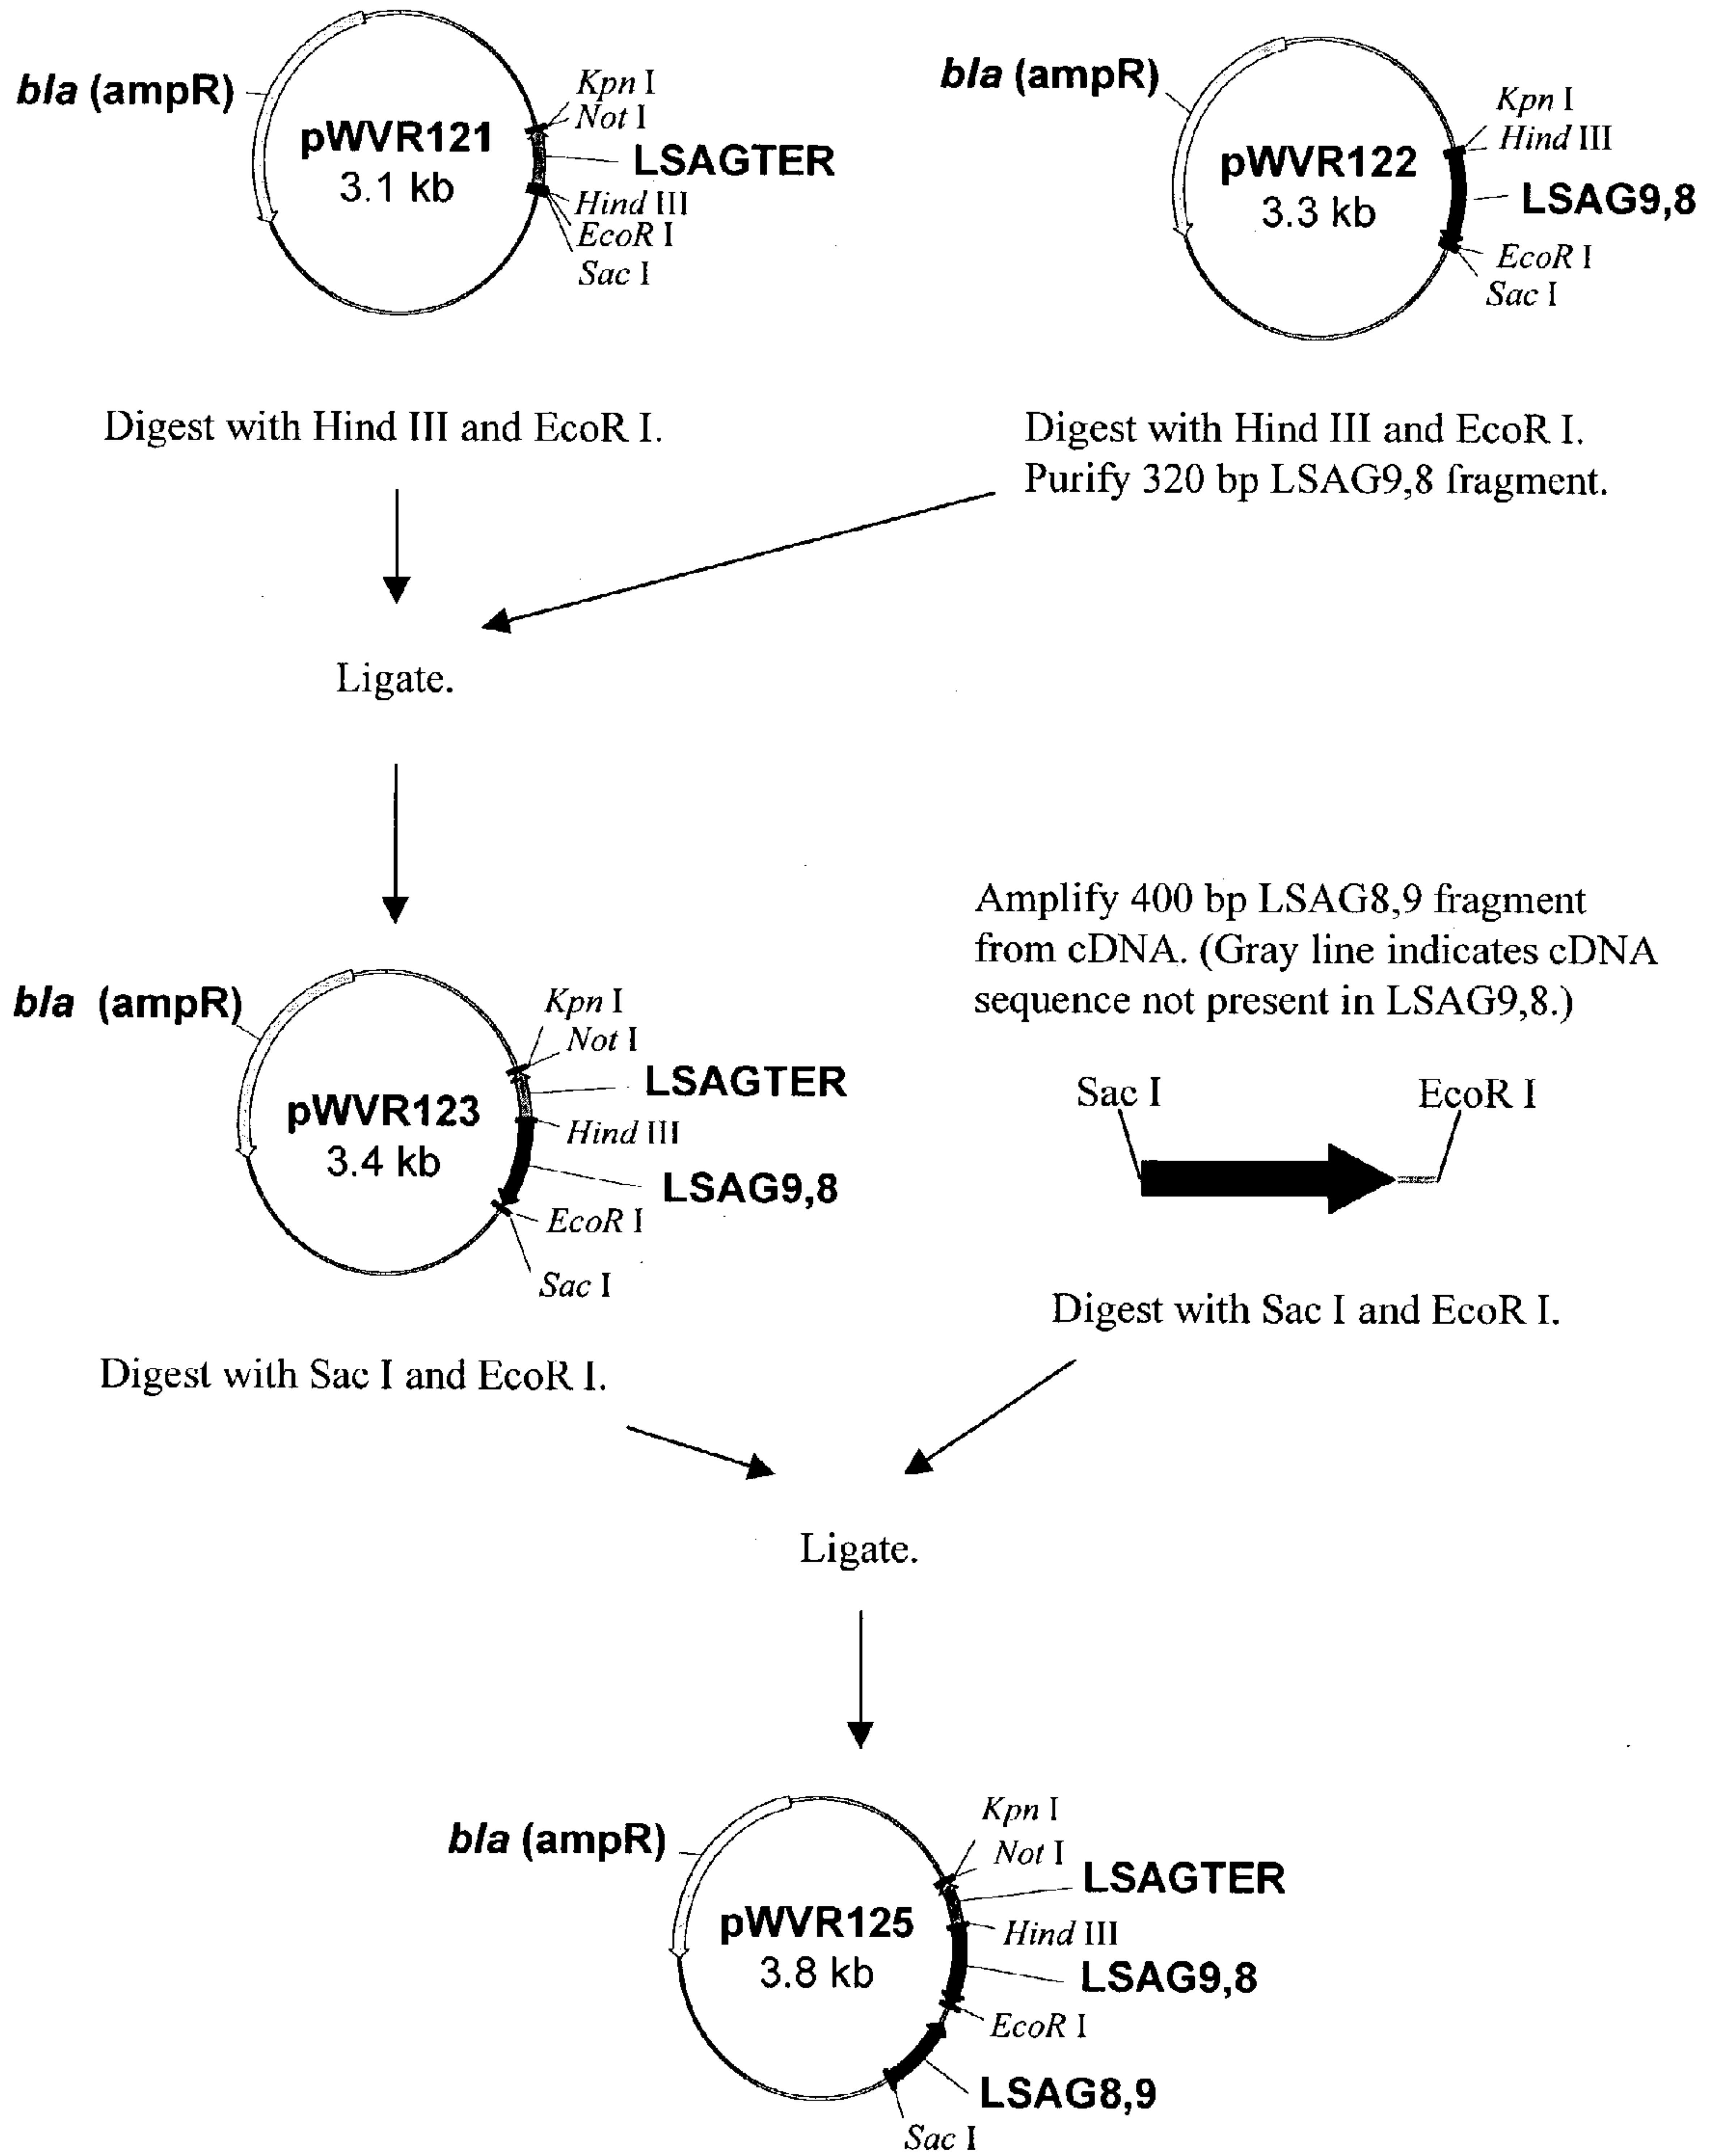 bla (ampR)
pWVR121
3.1 kb
Kpn I
Not I
LSAGTER
Hind III
EcoR I
Sac I
bla (ampR)
pWVR122
3.3 kb
Kpn I
Hind III
LSAG9,8
EcoR I
Sac I
Digest with Hind III and EcoR I.
Digest with Hind III and EcoR I.
Purify 320 bp LSAG9,8 fragment.
Ligate.
Amplify 400 bp LSAG8,9 fragment
from cDNA. (Gray line indicates cDNA
sequence not present in LSAG9,8.)
bla (ampR)
pWVR123
3.4 kb
Kpn I
Not I
LSAGTER
Hind III
LSAG9,8
EcoR I
Sac I
Sac I
EcoR I
Digest with Sac I and EcoR I.
Digest with Sac I and EcoR I.
Ligate.
bla (ampR)
pWVR125
3.8 kb
Kpn I
Not I
LSAGTER
Hind III
LSAG9,8
EcoR I
LSAG8,9
Sac I